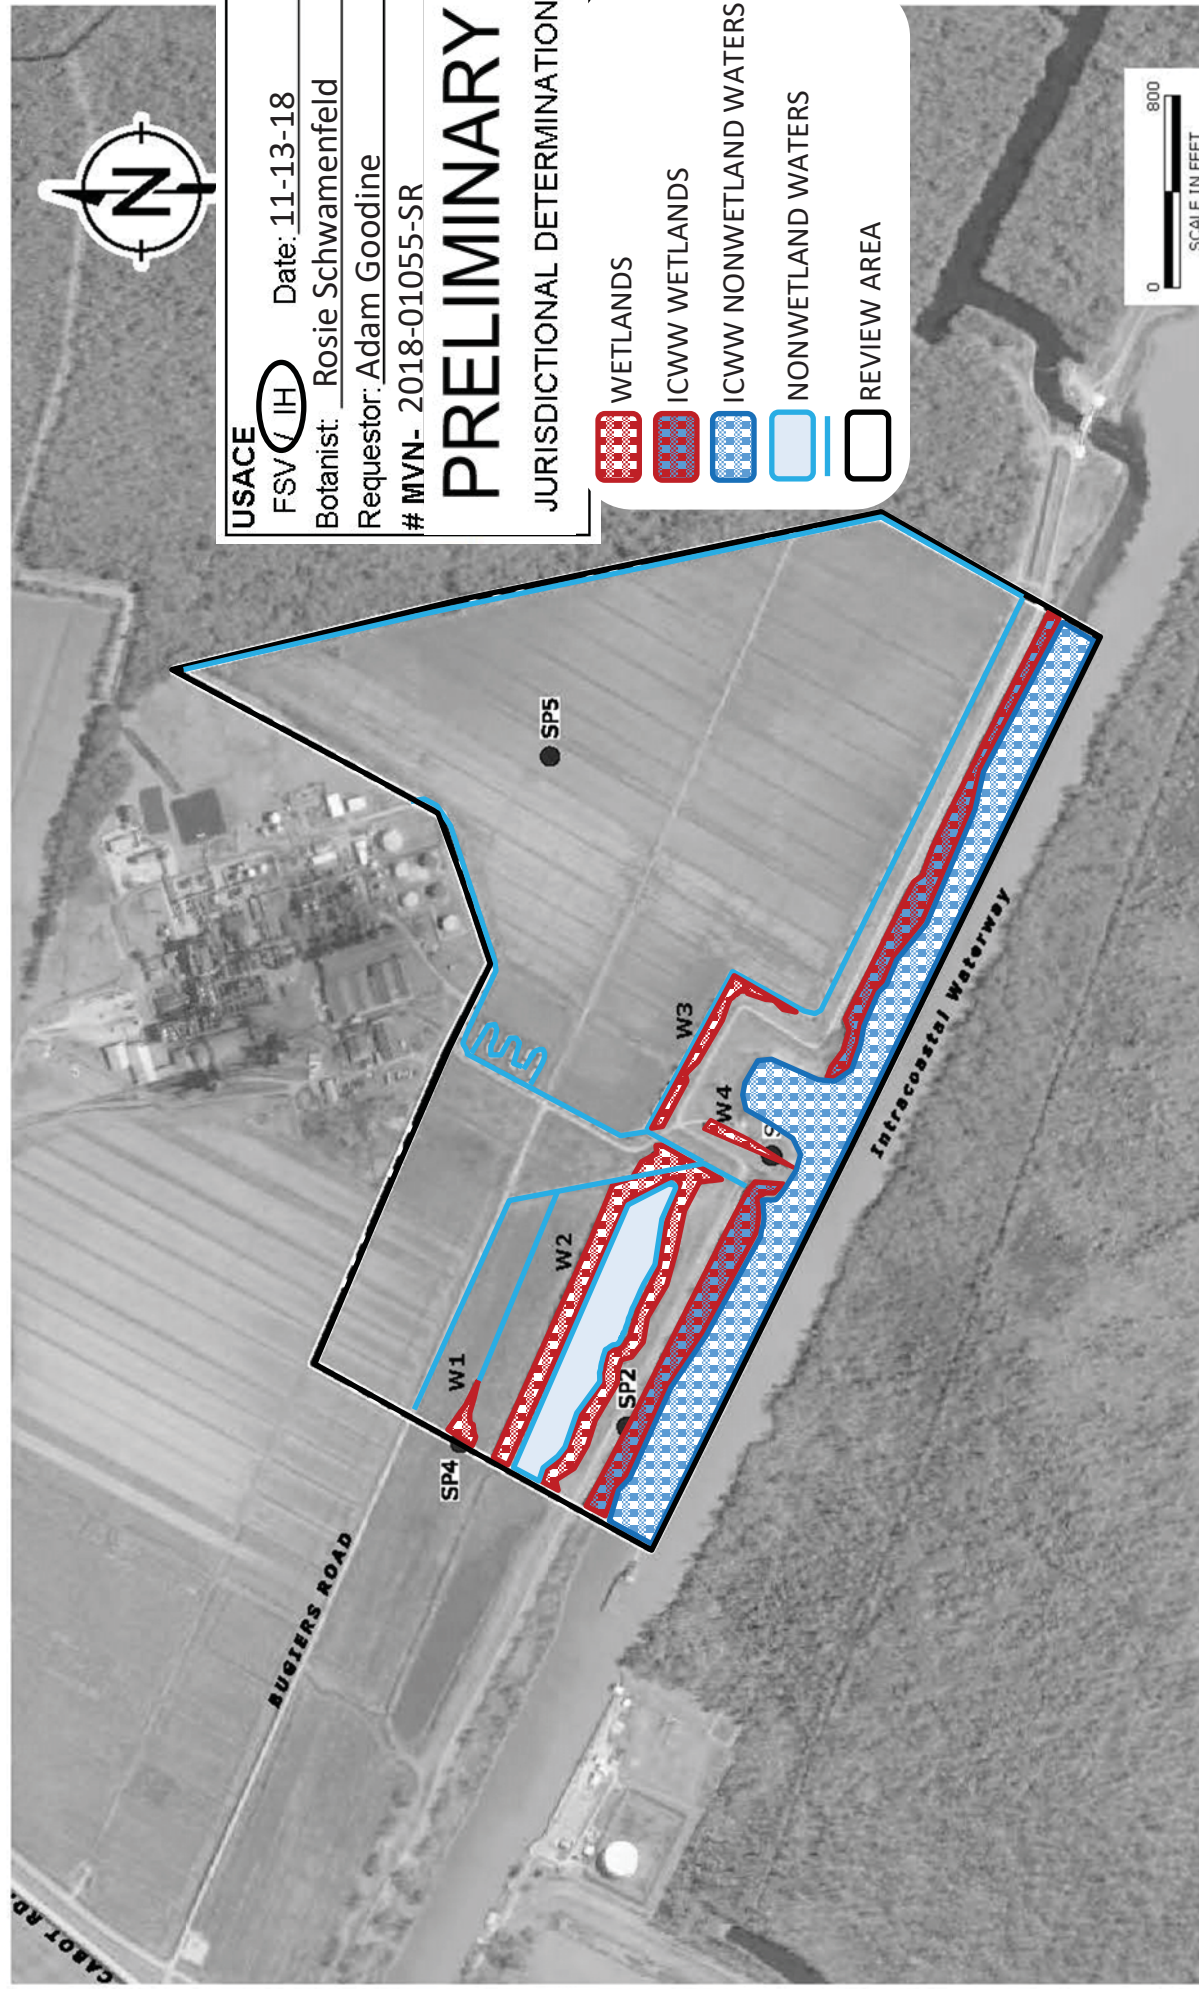 N
USACE
FSV / IH Date: 11-13-18
Botanist: Rosie Schwamenfeld
Requestor: Adam Goodine
# MVN- 2018-01055-SR
PRELIMINARY
JURISDICTIONAL DETERMINATION
WETLANDS
ICWW WETLANDS
ICWW NONWETLAND WATERS
NONWETLAND WATERS
REVIEW AREA
0 800
SCALE IN FEET
CABOT RD.
BUGIERS ROAD
SP4
W1
W2
SP2
W3
W4
SP5
Intracoastal Waterway